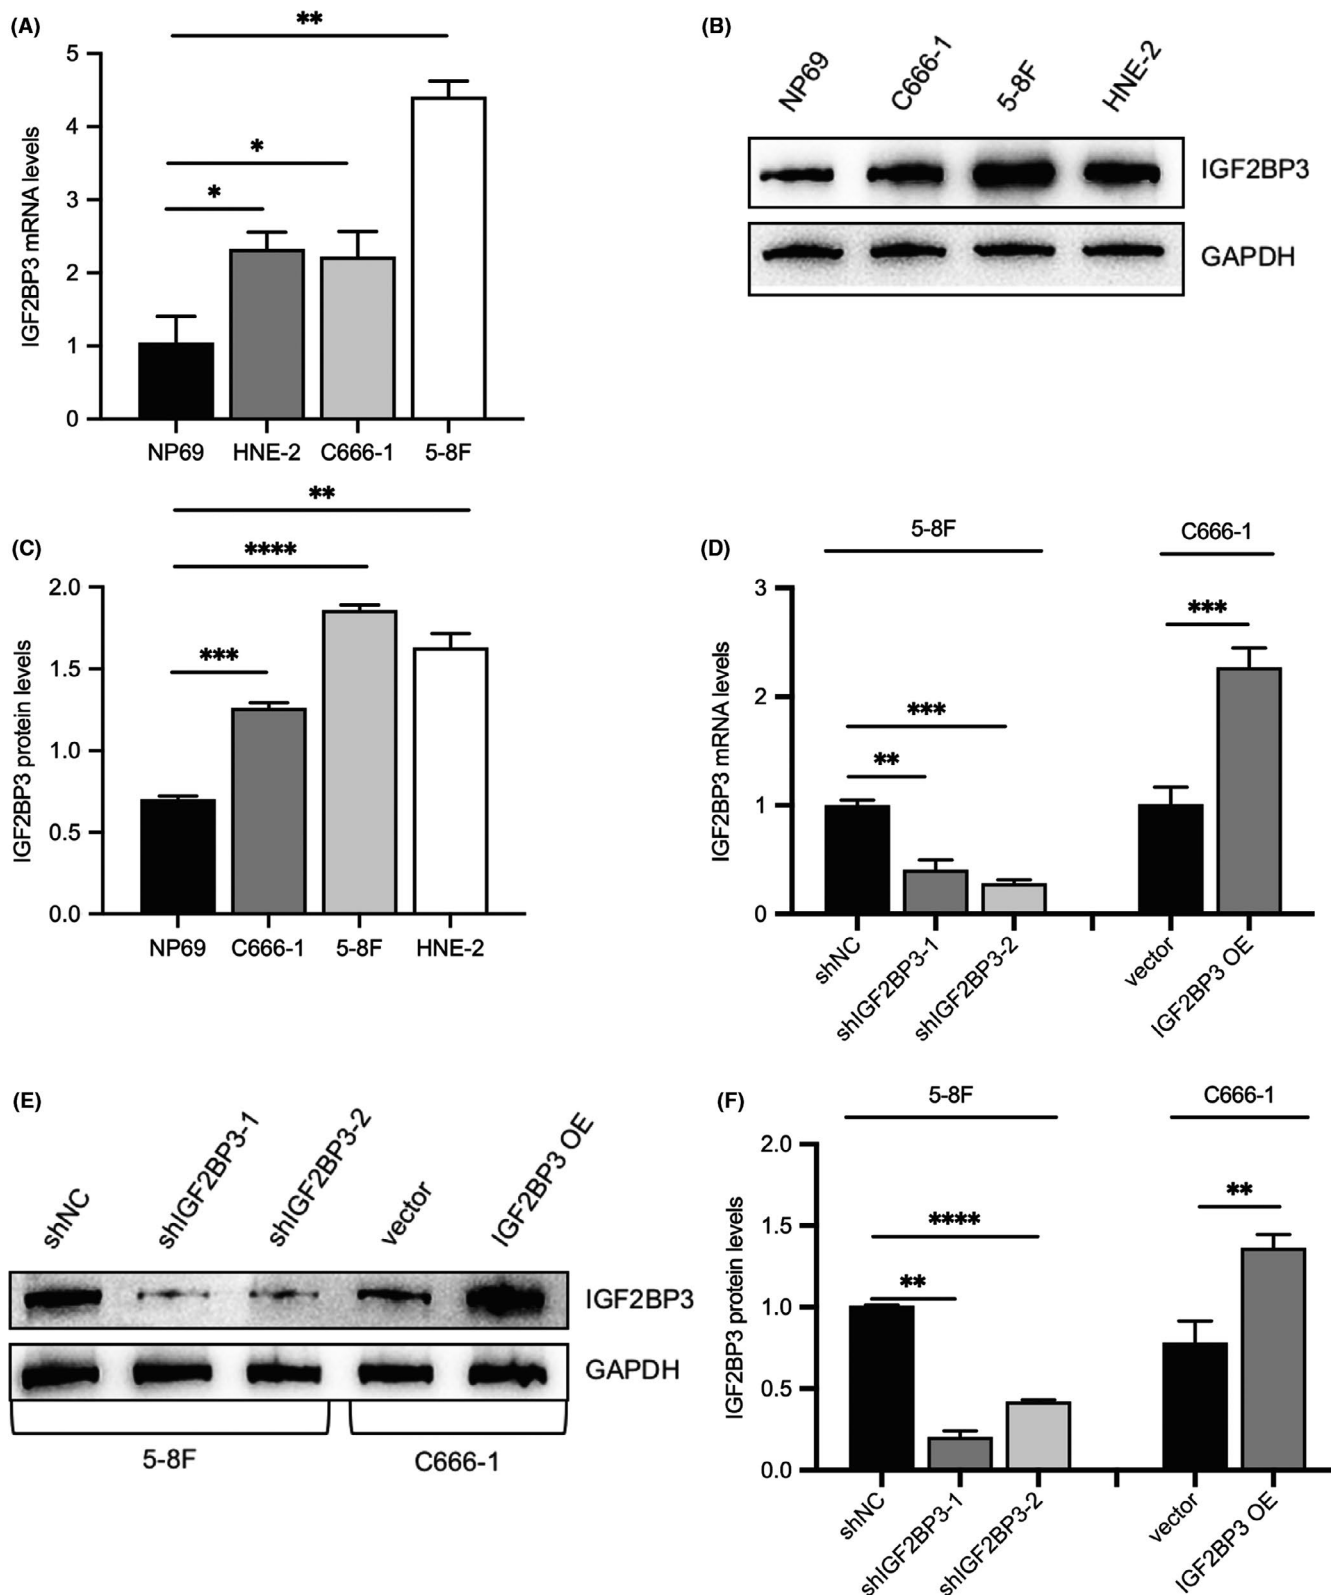 (A)
**
*
*
5
4
3
2
1
0
IGF2BP3 mRNA levels
NP69 HNE-2 C666-1 5-8F
(B)
NP69 C666-1 5-8F HNE-2
IGF2BP3
GAPDH
(C)
**
****
***
2.0
1.5
1.0
0.5
0.0
IGF2BP3 protein levels
NP69 C666-1 5-8F HNE-2
(D)
5-8F C666-1
***
***
**
3
2
1
0
IGF2BP3 mRNA levels
shNC shIGF2BP3-1 shIGF2BP3-2 vector IGF2BP3 OE
(E)
shNC shIGF2BP3-1 shIGF2BP3-2 vector IGF2BP3 OE
IGF2BP3
GAPDH
5-8F C666-1
(F)
5-8F C666-1
**
****
**
2.0
1.5
1.0
0.5
0.0
IGF2BP3 protein levels
shNC shIGF2BP3-1 shIGF2BP3-2 vector IGF2BP3 OE